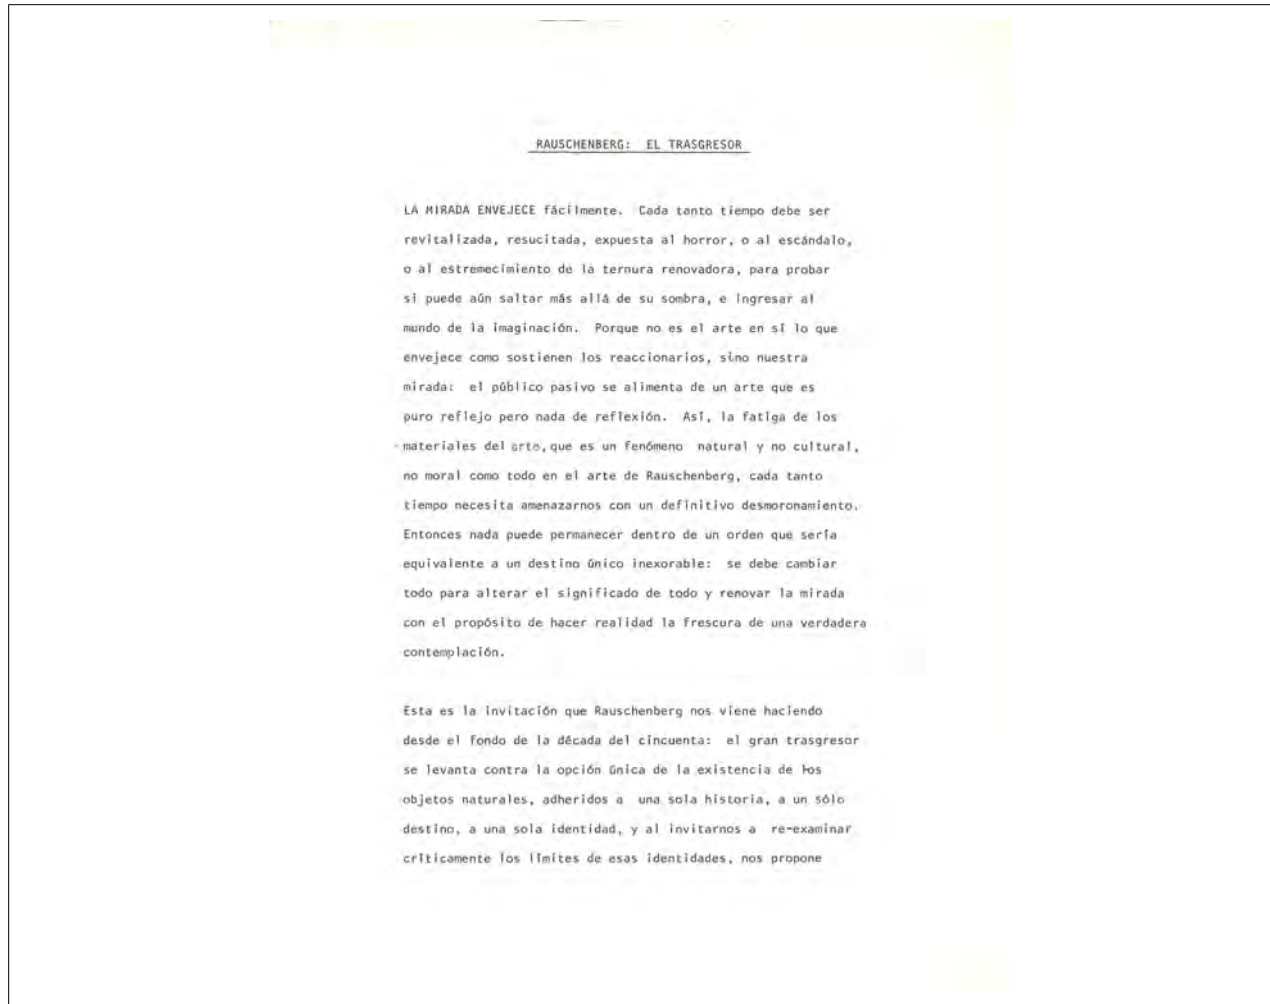 RAUSCHENBERG: EL TRASGRESOR
LA MIRADA ENVEJECE fácilmente. Cada tanto tiempo debe ser
revitalizada, resucitada, expuesta al horror, o al escándalo,
o al estremecimiento de la ternura renovadora, para probar
si puede aún saltar más allá de su sombra, e ingresar al
mundo de la imaginación. Porque no es el arte en sí lo que
envejece como sostienen los reaccionarios, sino nuestra
mirada: el público pasivo se alimenta de un arte que es
puro reflejo pero nada de reflexión. Así, la fatiga de los
materiales del arte, que es un fenómeno natural y no cultural,
no moral como todo en el arte de Rauschenberg, cada tanto
tiempo necesita amenazarnos con un definitivo desmoronamiento.
Entonces nada puede permanecer dentro de un orden que sería
equivalente a un destino único inexorable: se debe cambiar
todo para alterar el significado de todo y renovar la mirada
con el propósito de hacer realidad la frescura de una verdadera
contemplación.
Esta es la invitación que Rauschenberg nos viene haciendo
desde el fondo de la década del cincuenta: el gran trasgresor
se levanta contra la opción única de la existencia de los
objetos naturales, adheridos a una sola historia, a un sólo
destino, a una sola identidad, y al invitarnos a re-examinar
críticamente los límites de esas identidades, nos propone